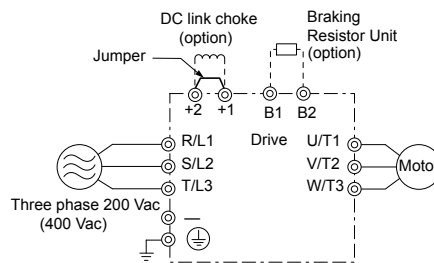 DC link choke
(option)
Braking
Resistor Unit
(option)
Jumper
+2
+1
B1
B2
R/L1
S/L2
T/L3
Drive
U/T1
V/T2
W/T3
Moto
Three phase 200 Vac
(400 Vac)
—